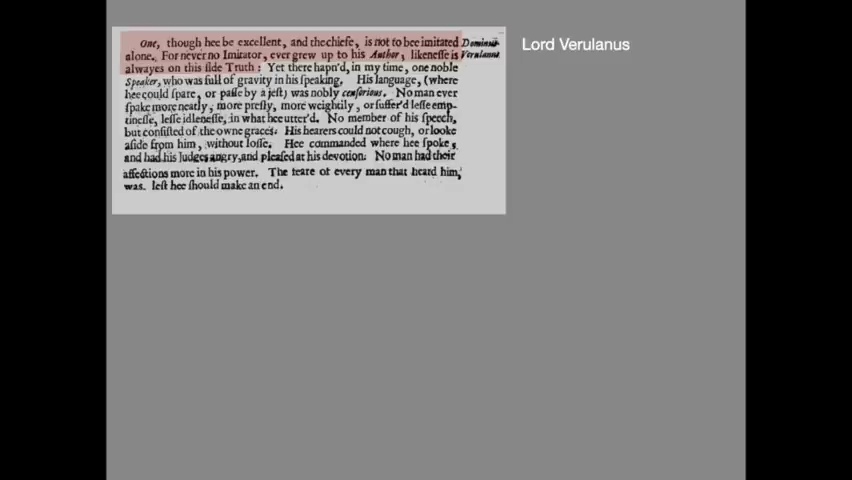 One, though hee be excellent, and the chiefe, is not to bee imitated Dominus
alone. For never no Imitator, ever grew up to his Author; likenesse is Verulanus
alwayes on this side Truth: Yet there hapn'd, in my time, one noble
Speaker, who was full of gravity in his speaking. His language, (where
hee could spare, or passe by a jest) was nobly censorious. No man ever
spake more neatly, more presly, more weightily, or suffer'd lesse emp-
tinesse, lesse idlenesse, in what hee utter'd. No member of his speech,
but consisted of the owne graces: His hearers could not cough, or looke
aside from him, without losse. Hee commanded where hee spoke,
and had his Judges angry, and pleased at his devotion. No man had their
affections more in his power. The feare of every man that heard him,
was. lest hee should make an end.
Lord Verulanus